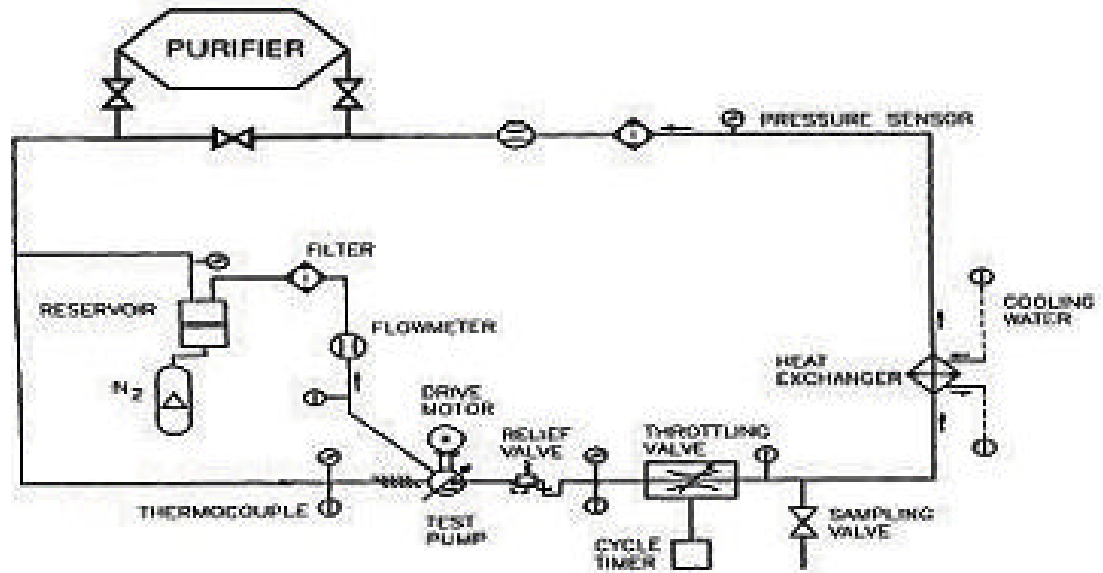 PURIFIER
PRESSURE SENSOR
FILTER
RESERVOIR
FLOWMETER
COOLING
WATER
HEAT
EXCHANGER
N2
DRIVE
MOTOR
RELIEF
VALVE
THROTTLING
VALVE
THERMOCOUPLE
TEST
PUMP
CYCLE
TIMER
SAMPLING
VALVE